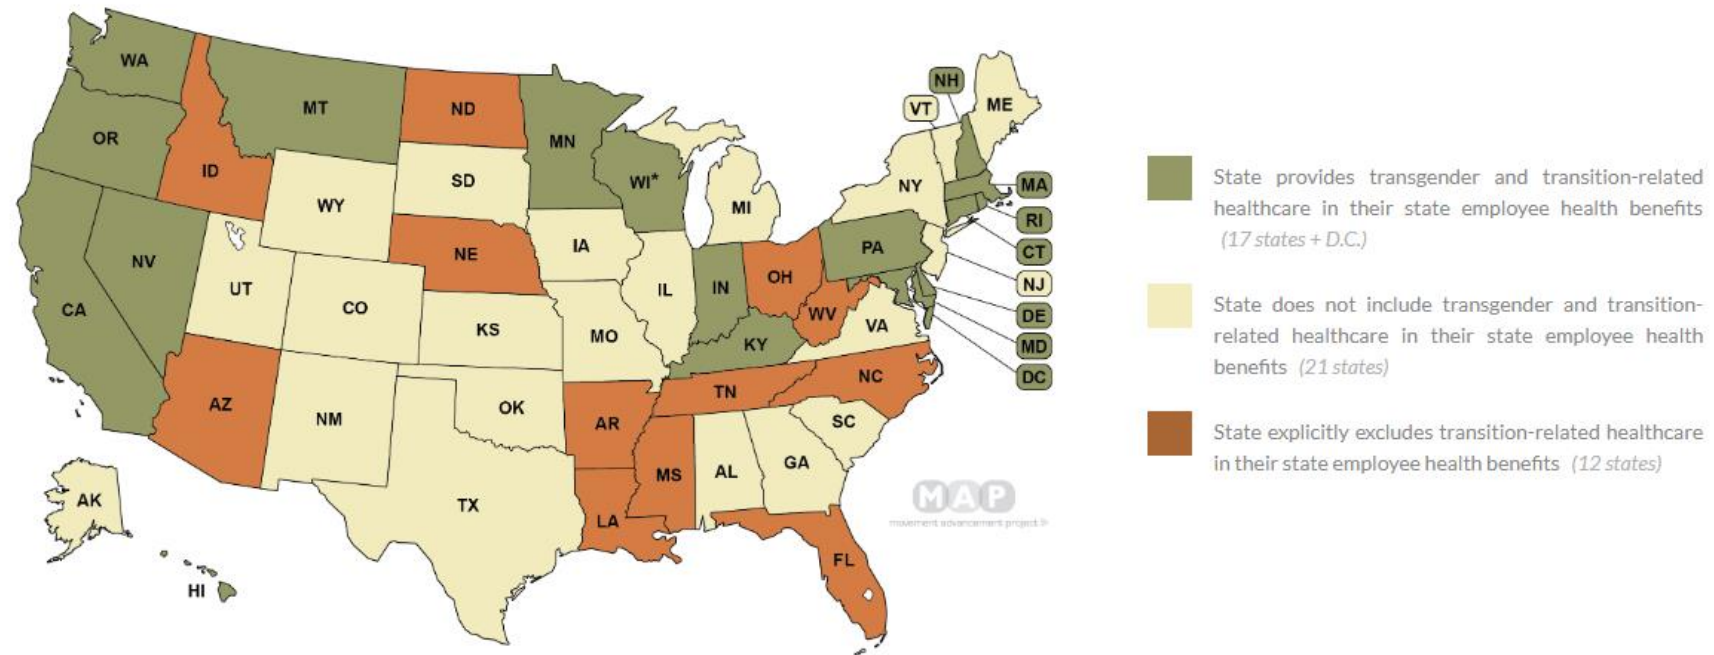 WA
MT
ND
MN
OR
ID
SD
WI*
WY
MI
NH
VT
ME
NY
MA
RI
CT
NJ
DE
MD
DC
NV
UT
CA
CO
NE
IA
KS
MO
IL
IN
OH
PA
WV
VA
KY
TN
NC
AZ
NM
OK
AR
SC
MS
AL
GA
TX
LA
FL
AK
HI
MAP
movement advancement project
State provides transgender and transition-related
healthcare in their state employee health benefits
(17 states + D.C.)
State does not include transgender and transition-
related healthcare in their state employee health
benefits (21 states)
State explicitly excludes transition-related healthcare
in their state employee health benefits (12 states)